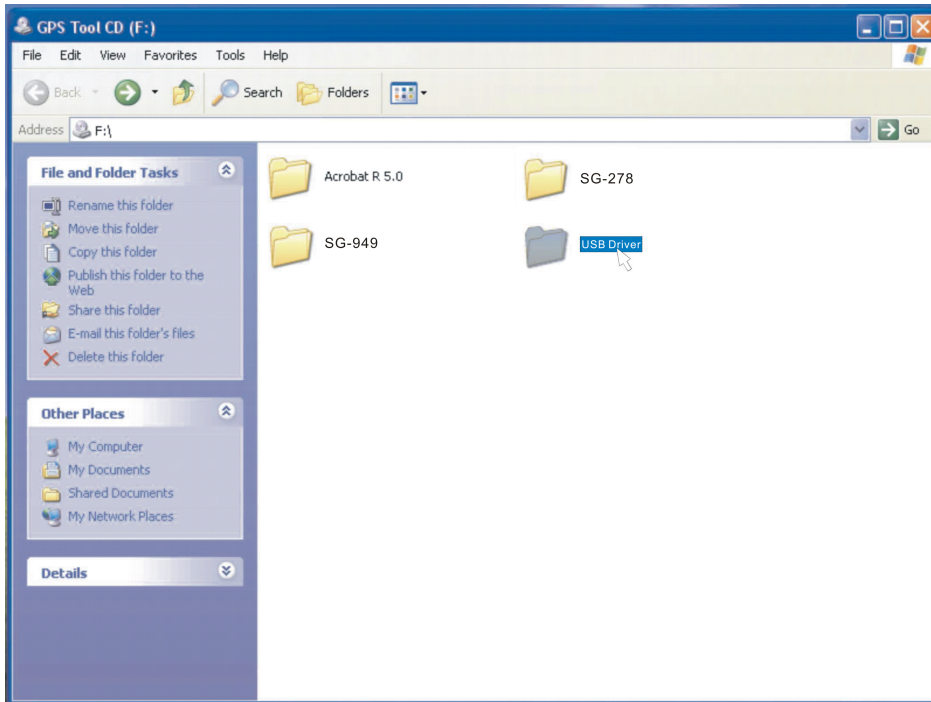 GPS Tool CD (F:)
File Edit View Favorites Tools Help
Back Search Folders
Address F:\ Go
File and Folder Tasks
Rename this folder
Move this folder
Copy this folder
Publish this folder to the
Web
Share this folder
E-mail this folder's files
Delete this folder
Other Places
My Computer
My Documents
Shared Documents
My Network Places
Details
Acrobat R 5.0 SG-278
SG-949 USB Driver